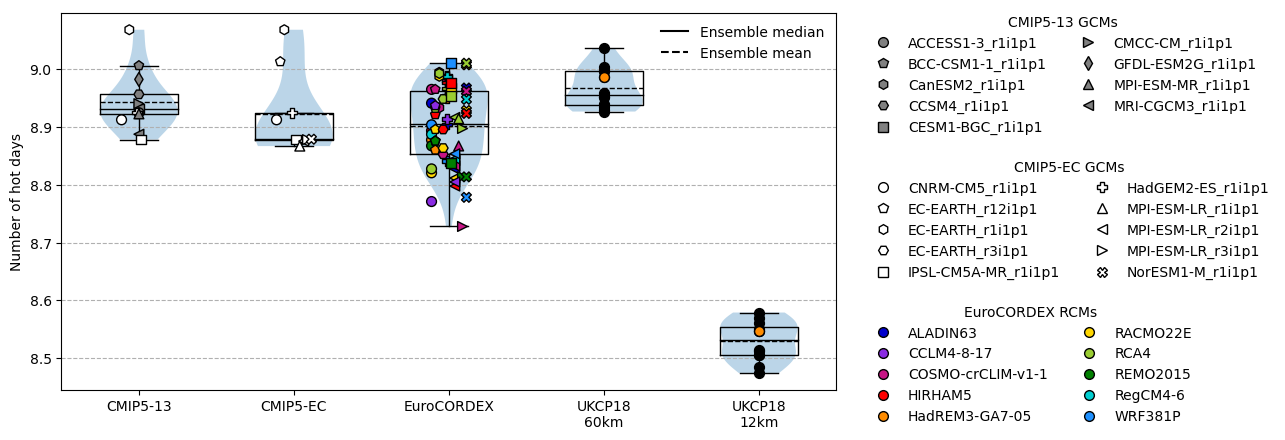 Number of hot days
9.0
8.9
8.8
8.7
8.6
8.5
CMIP5-13
CMIP5-EC
EuroCORDEX
UKCP18
60km
UKCP18
12km
Ensemble median
Ensemble mean
CMIP5-13 GCMs
ACCESS1-3_r1i1p1
BCC-CSM1-1_r1i1p1
CanESM2_r1i1p1
CCSM4_r1i1p1
CESM1-BGC_r1i1p1
CMCC-CM_r1i1p1
GFDL-ESM2G_r1i1p1
MPI-ESM-MR_r1i1p1
MRI-CGCM3_r1i1p1
CMIP5-EC GCMs
CNRM-CM5_r1i1p1
EC-EARTH_r12i1p1
EC-EARTH_r1i1p1
EC-EARTH_r3i1p1
IPSL-CM5A-MR_r1i1p1
HadGEM2-ES_r1i1p1
MPI-ESM-LR_r1i1p1
MPI-ESM-LR_r2i1p1
MPI-ESM-LR_r3i1p1
NorESM1-M_r1i1p1
EuroCORDEX RCMs
ALADIN63
CCLM4-8-17
COSMO-crCLIM-v1-1
HIRHAM5
HadREM3-GA7-05
RACMO22E
RCA4
REMO2015
RegCM4-6
WRF381P